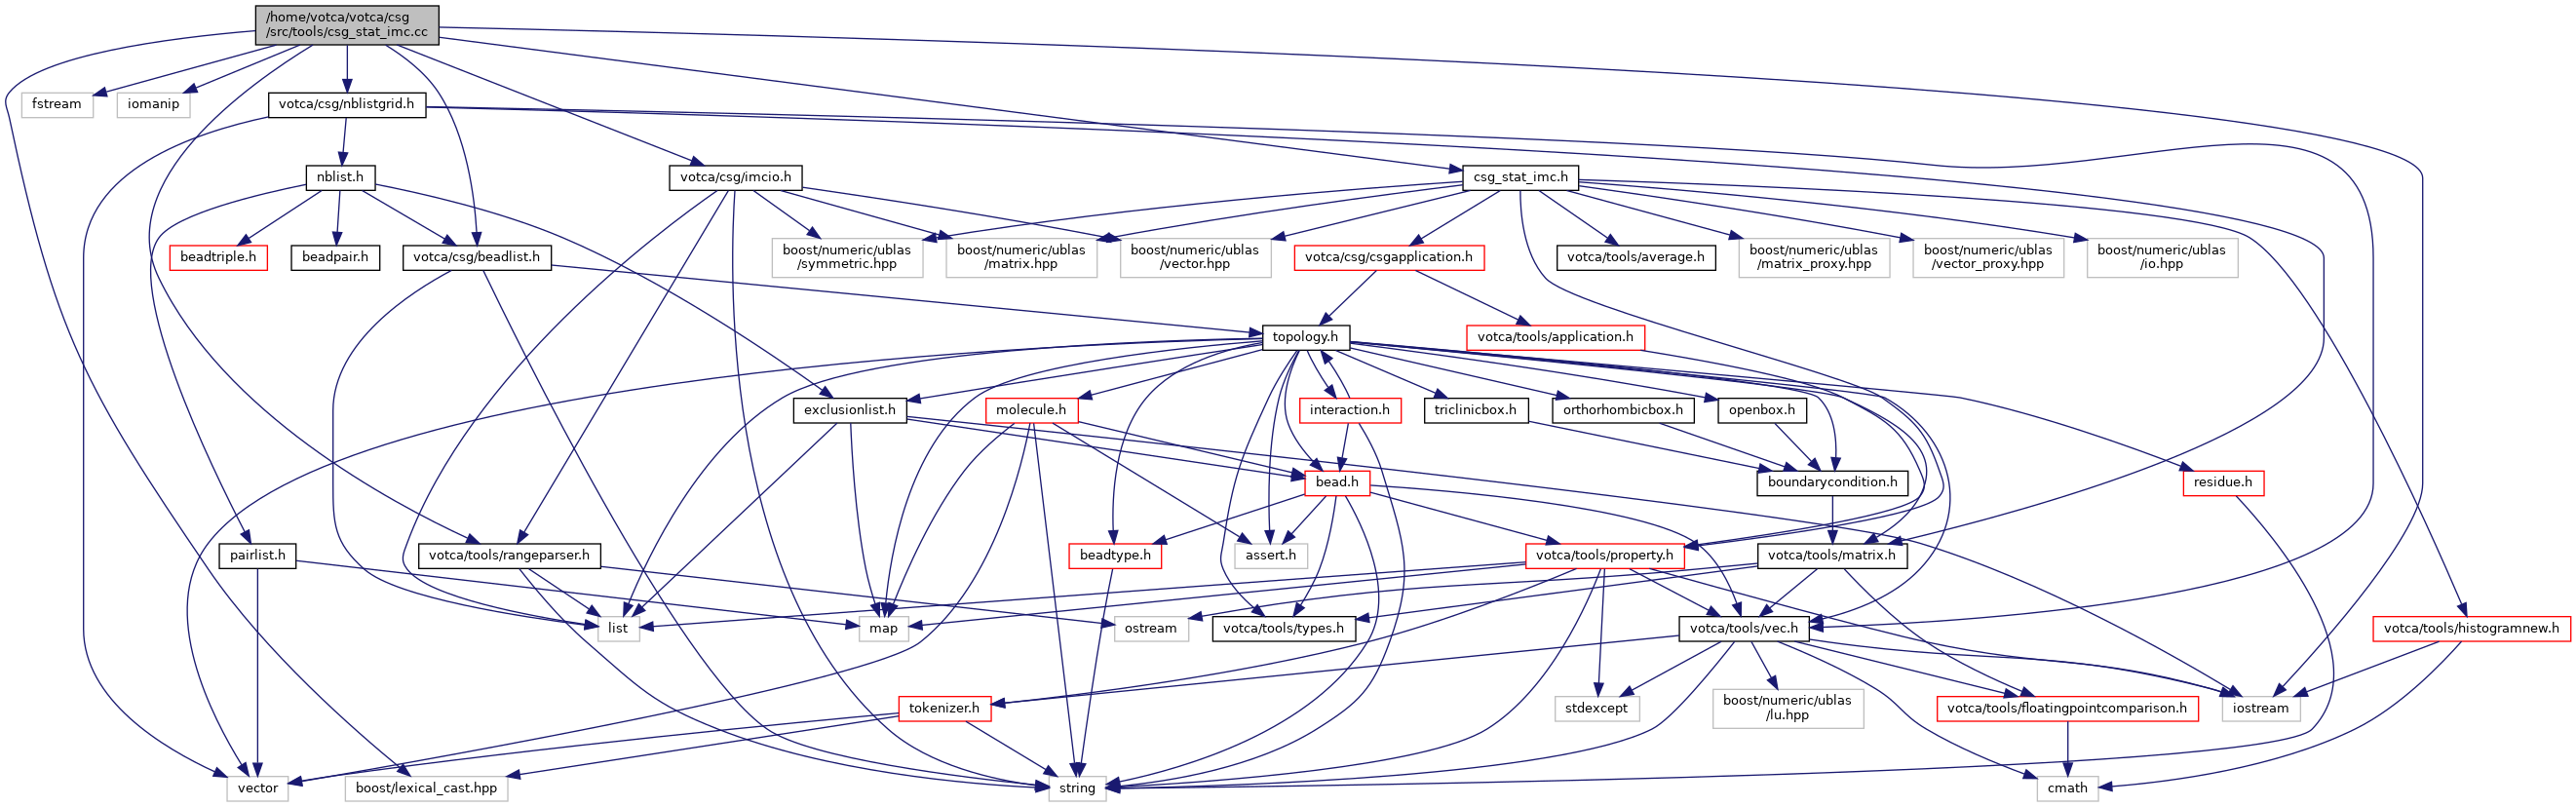 /home/votca/votca/csg
/src/tools/csg_stat_imc.cc
fstream
iomanip
votca/csg/nblistgrid.h
nblist.h
votca/csg/imcio.h
csg_stat_imc.h
beadtriple.h
beadpair.h
votca/csg/beadlist.h
boost/numeric/ublas
/symmetric.hpp
boost/numeric/ublas
/matrix.hpp
boost/numeric/ublas
/vector.hpp
votca/csg/csgapplication.h
votca/tools/average.h
boost/numeric/ublas
/matrix_proxy.hpp
boost/numeric/ublas
/vector_proxy.hpp
boost/numeric/ublas
/io.hpp
topology.h
votca/tools/application.h
exclusionlist.h
molecule.h
interaction.h
triclinicbox.h
orthorhombicbox.h
openbox.h
bead.h
boundarycondition.h
residue.h
pairlist.h
votca/tools/rangeparser.h
beadtype.h
assert.h
votca/tools/property.h
votca/tools/matrix.h
list
map
ostream
votca/tools/types.h
votca/tools/vec.h
votca/tools/histogramnew.h
tokenizer.h
stdexcept
boost/numeric/ublas
/lu.hpp
votca/tools/floatingpointcomparison.h
iostream
vector
boost/lexical_cast.hpp
string
cmath